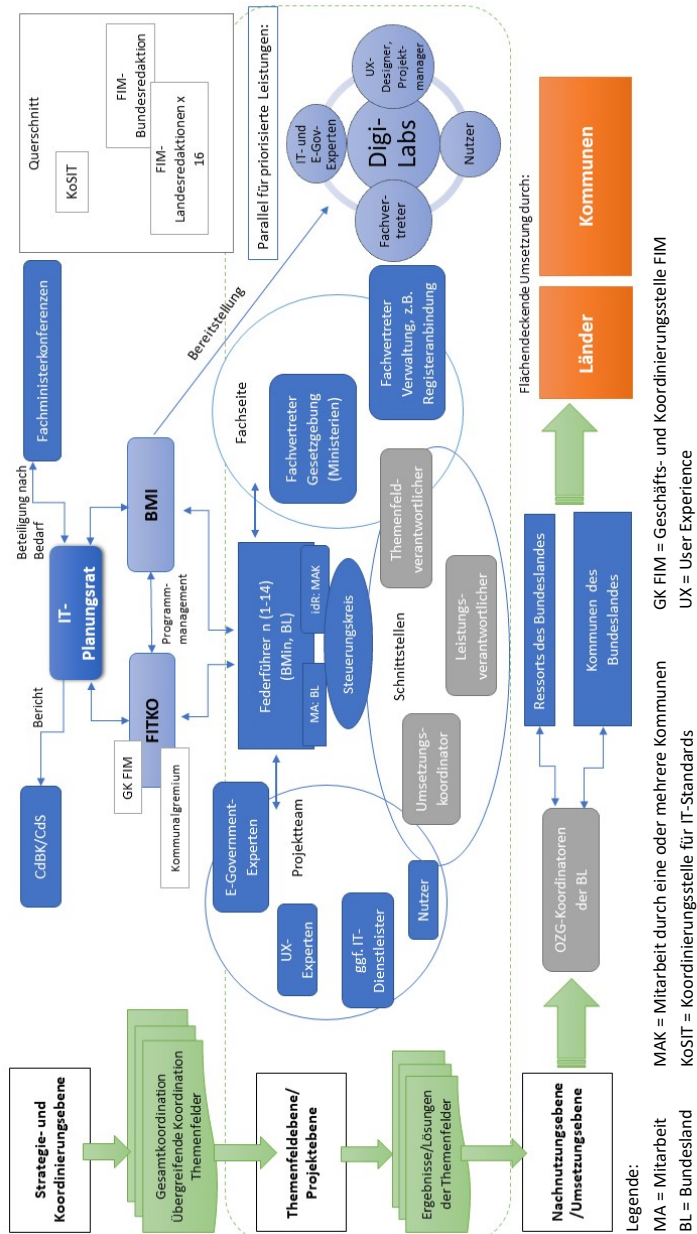 Strategie- und
Koordinierungsebene
Gesamtkoordination
Übergreifende Koordination
Themenfelder
Themenfeldebene/
Projektebene
Ergebnisse/Lösungen
der Themenfelder
Nachnutzungsebene
/Umsetzungsebene
CdBK/CdS
Bericht
IT-
Planungsrat
Beteiligung nach
Bedarf
Fachministerkonferenzen
GK FIM
FITKO
Kommunalgremium
Programm-
management
BMI
Bereitstellung
Querschnitt
KoSIT
FIM-
Bundesredaktion
FIM-
Landesredaktionen x
16
E-Government-
Experten
Projektteam
UX-
Experten
ggf. IT-
Dienstleister
Nutzer
Federführer n (1-14)
(BMin, BL)
MA: BL
idR: MAK
Steuerungskreis
Schnittstellen
Umsetzungs-
koordinator
Leistungs-
verantwortlicher
Themenfeld-
verantwortlicher
Fachseite
Fachvertreter
Gesetzgebung
(Ministerien)
Fachvertreter
Verwaltung, z.B.
Registeranbindung
Parallel für priorisierte Leistungen:
IT- und
E-Gov-
Experten
UX-
Designer,
Projekt-
manager
Digi-
Labs
Fachver-
treter
Nutzer
OZG-Koordinatoren
der BL
Ressorts des Bundeslandes
Kommunen des
Bundeslandes
Flächendeckende Umsetzung durch:
Länder
Kommunen
Legende:
MA = Mitarbeit
BL = Bundesland
MAK = Mitarbeit durch eine oder mehrere Kommunen
KoSIT = Koordinierungsstelle für IT-Standards
GK FIM = Geschäfts- und Koordinierungsstelle FIM
UX = User Experience